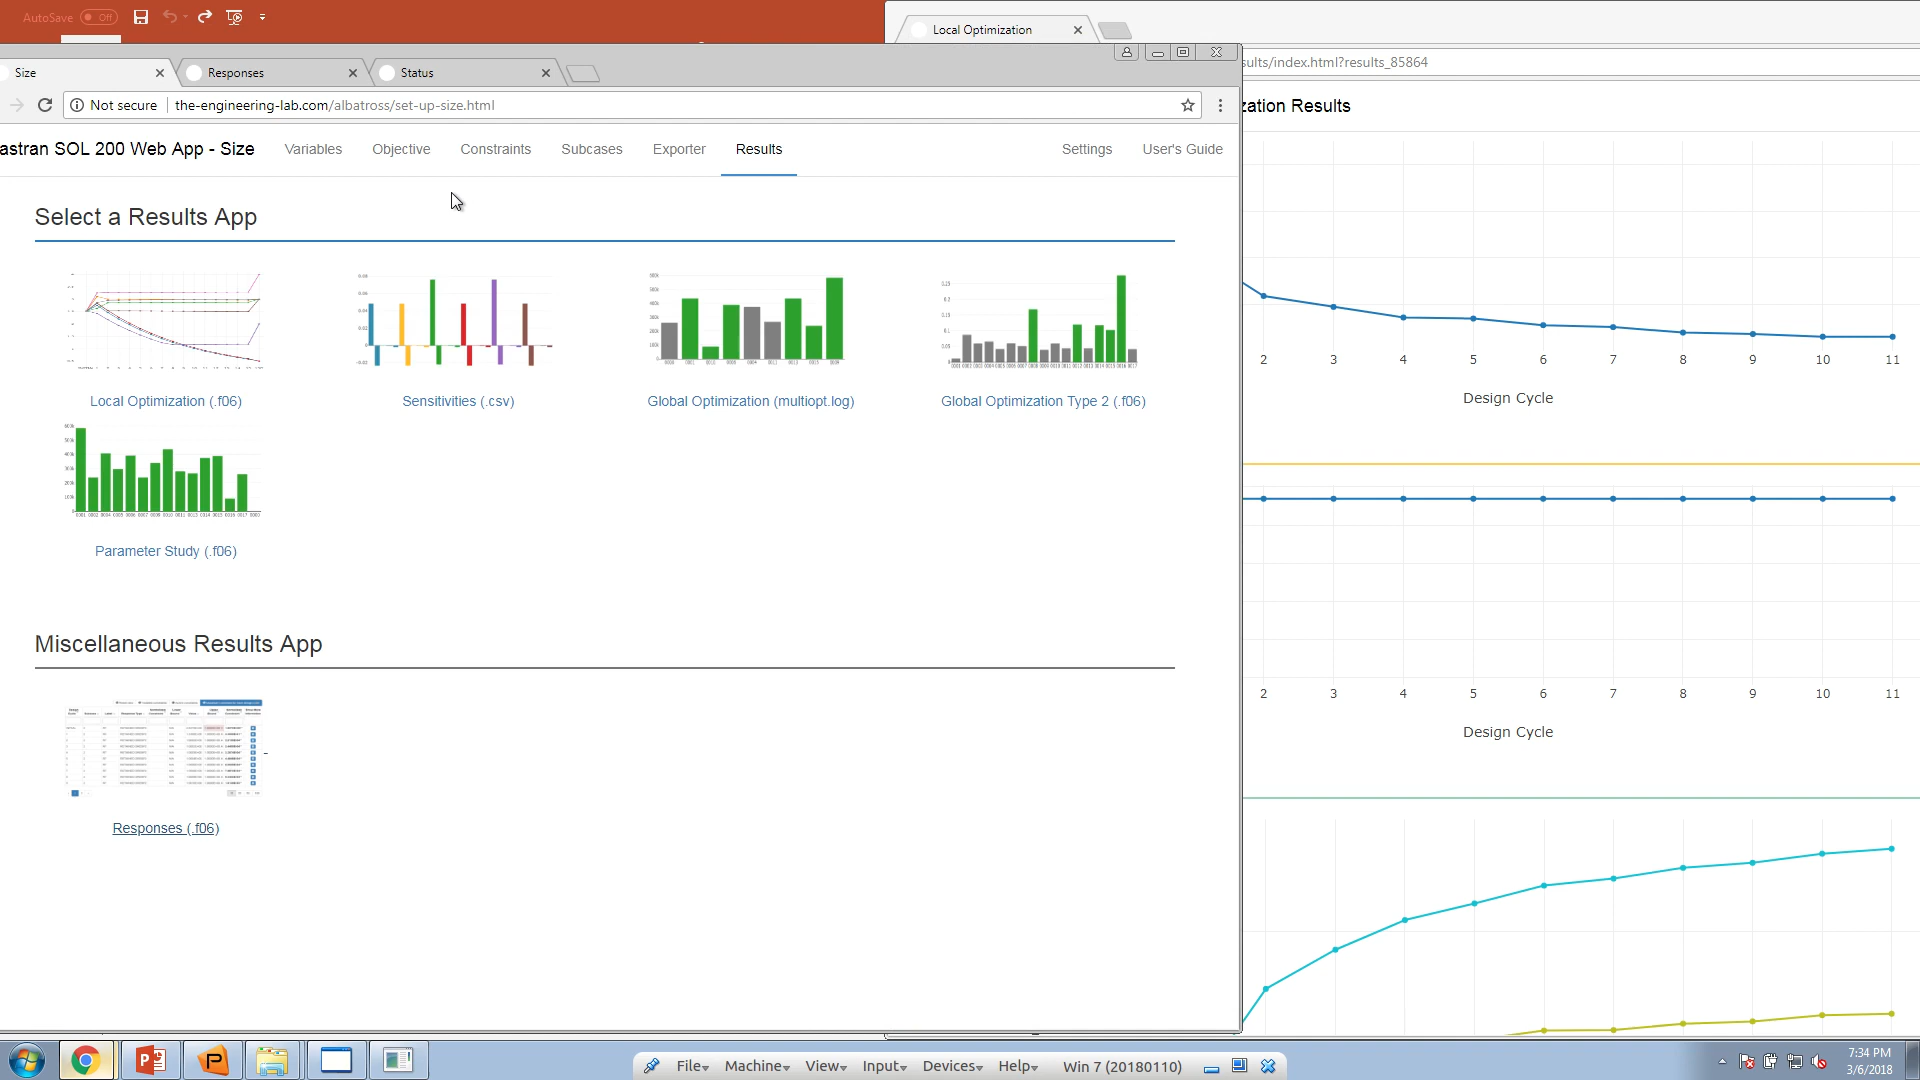 AutoSave Off
Local Optimization
Size
Responses
Status
sults/index.html?results_85864
Not secure the-engineering-lab.com/albatross/set-up-size.html
zation Results
astran SOL 200 Web App - Size
Variables
Objective
Constraints
Subcases
Exporter
Results
Settings
User's Guide
Select a Results App
Local Optimization (.f06)
Sensitivities (.csv)
Global Optimization (multiopt.log)
Global Optimization Type 2 (.f06)
Parameter Study (.f06)
2 3 4 5 6 7 8 9 10 11
Design Cycle
Miscellaneous Results App
Responses (.f06)
2 3 4 5 6 7 8 9 10 11
Design Cycle
File
Machine
View
Input
Devices
Help
Win 7 (20180110)
7:34 PM
3/6/2018